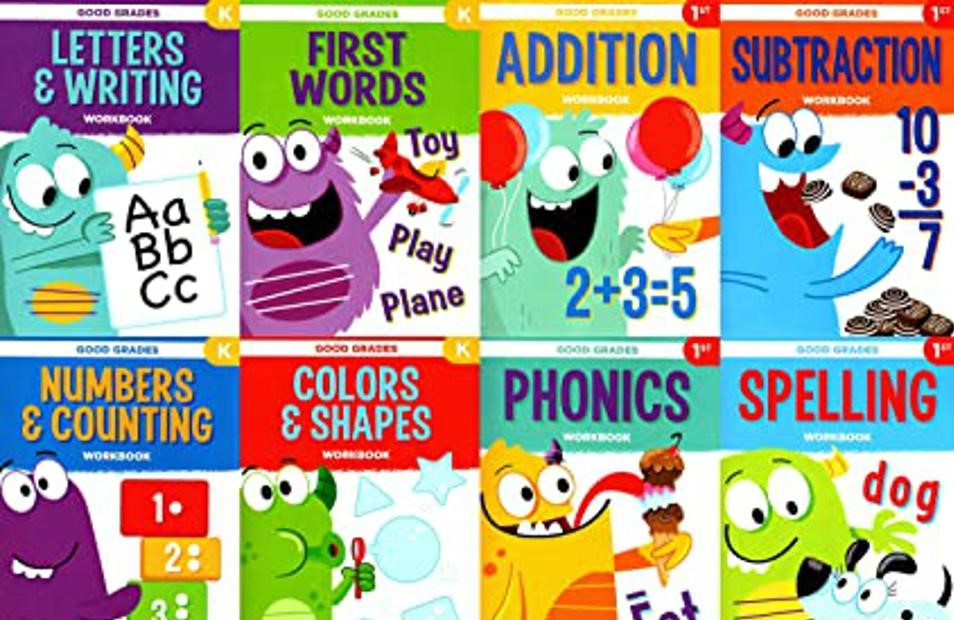 GOOD GRADES K
LETTERS
& WRITING
WORKBOOK
Aa
Bb
Cc
GOOD GRADES K
FIRST
WORDS
WORKBOOK
Toy
Play
Plane
GOOD GRADES 1ST
ADDITION
WORKBOOK
2+3=5
GOOD GRADES 1ST
SUBTRACTION
WORKBOOK
10
-3
7
GOOD GRADES K
NUMBERS
& COUNTING
WORKBOOK
1
2
3
GOOD GRADES K
COLORS
& SHAPES
WORKBOOK
GOOD GRADES 1ST
PHONICS
WORKBOOK
GOOD GRADES 1ST
SPELLING
WORKBOOK
dog